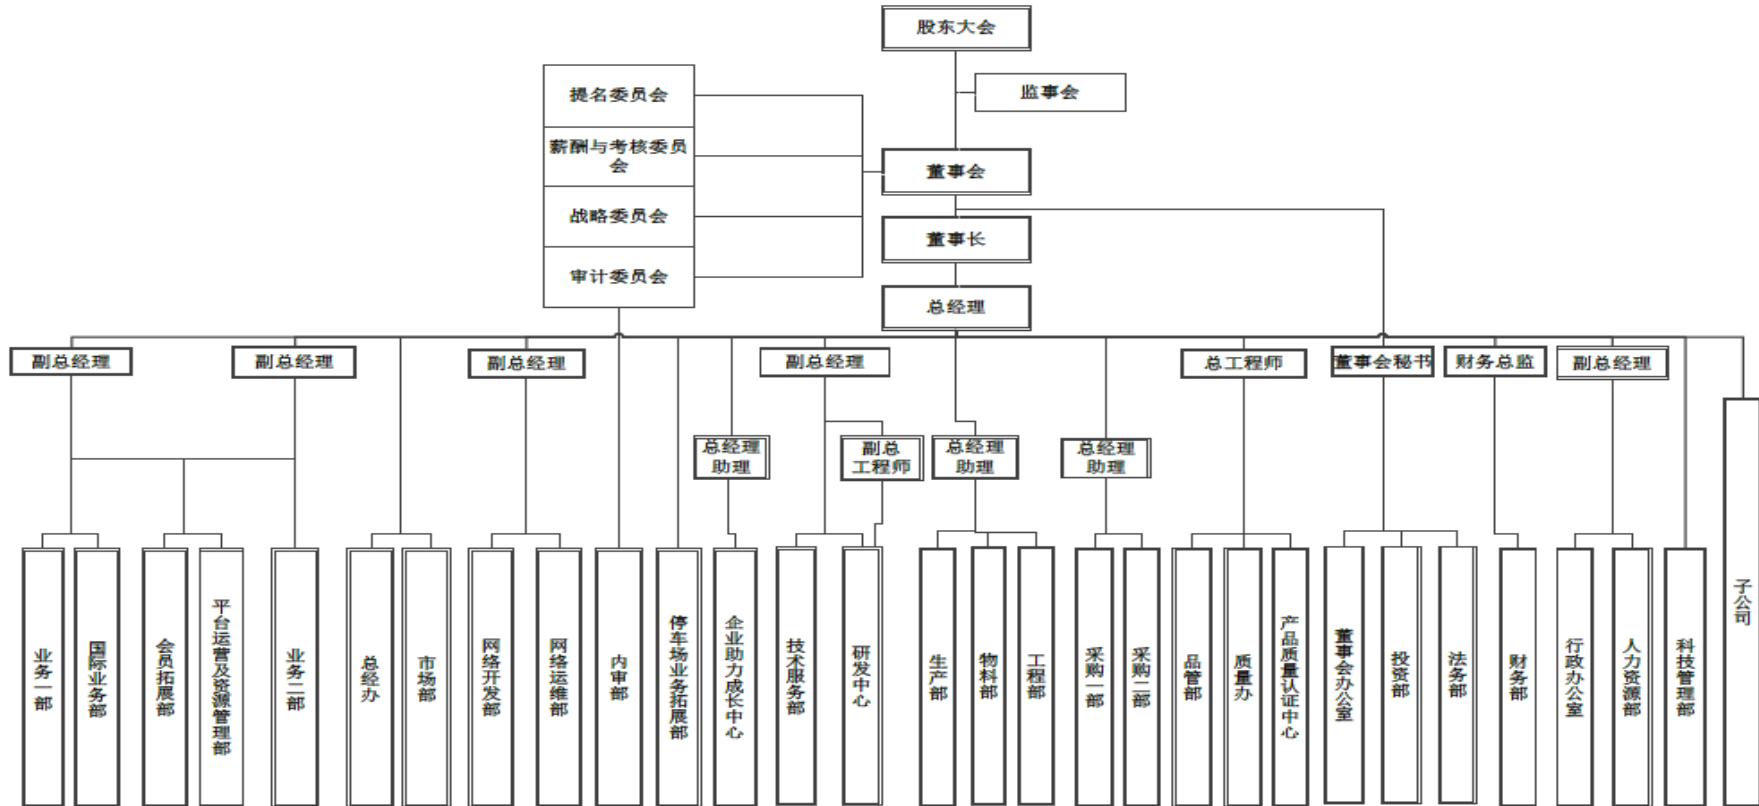 股东大会
监事会
提名委员会
薪酬与考核委员
会
战略委员会
审计委员会
董事会
董事长
总经理
副总经理
副总经理
副总经理
副总经理
总工程师
董事会秘书
财务总监
副总经理
总经理
助理
副总
工程师
总经理
助理
总经理
助理
业务一部
国际业务部
会员拓展部
平台运营及资源管理部
业务二部
总经办
市场部
网络开发部
网络运维部
内审部
停车场业务拓展部
企业助力成长中心
技术服务部
研发中心
生产部
物料部
工程部
采购一部
采购二部
品管部
质量办
产品质量认证中心
董事会办公室
投资部
法务部
财务部
行政办公室
人力资源部
科技管理部
子公司